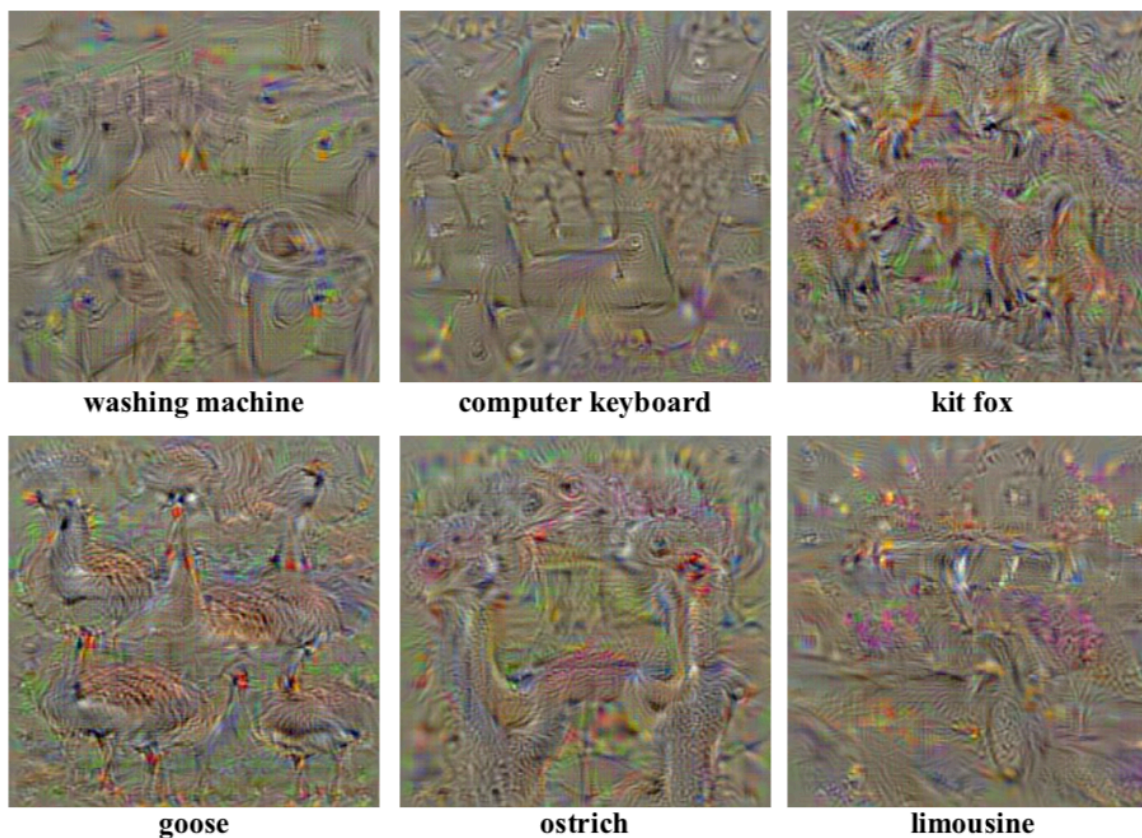 washing machine
computer keyboard
kit fox
goose
ostrich
limousine